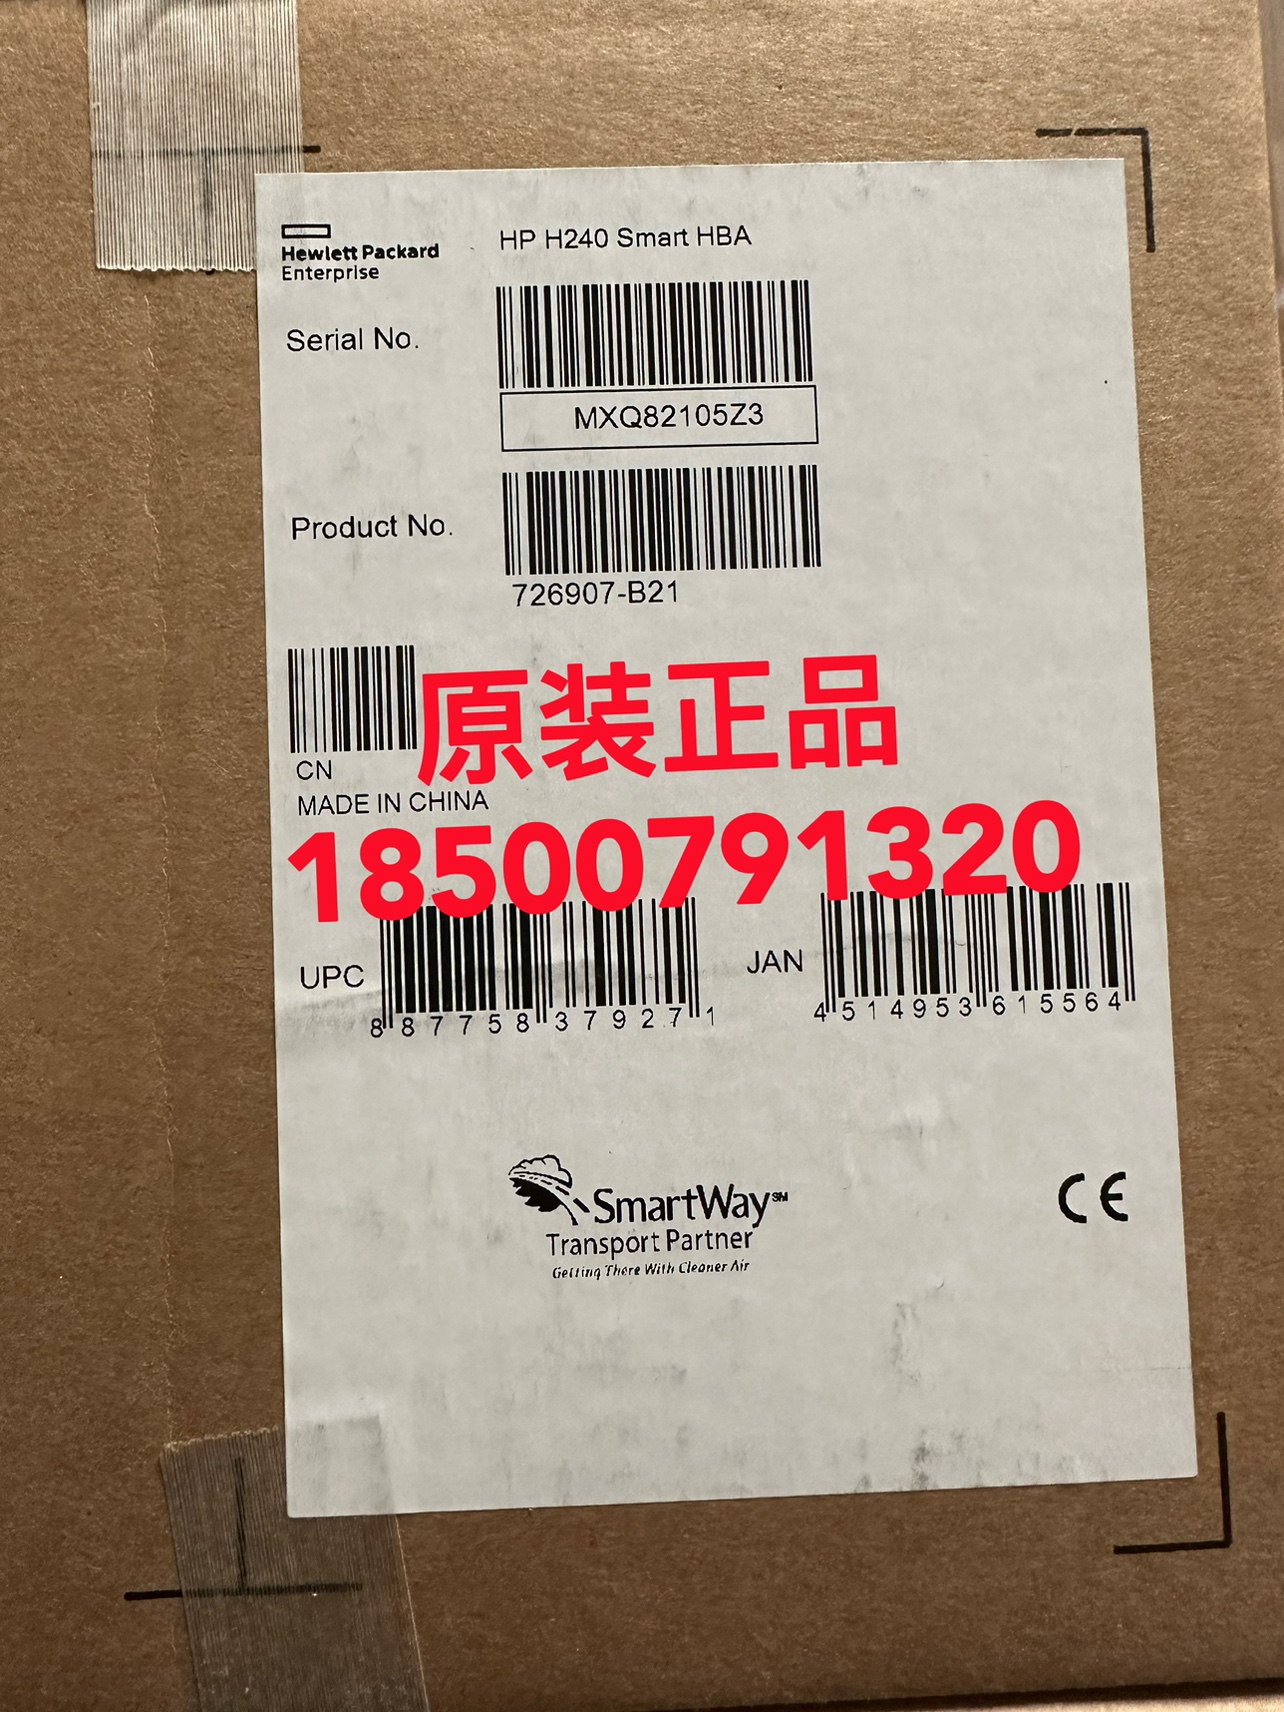 Hewlett Packard
Enterprise
HP H240 Smart HBA
Serial No.
MXQ82105Z3
Product No.
726907-B21
原装正品
CN
MADE IN CHINA
18500791320
UPC
8 87758 37927 1
JAN
4 514953 615564
SmartWay℠
Transport Partner
Getting There With Cleaner Air
CE